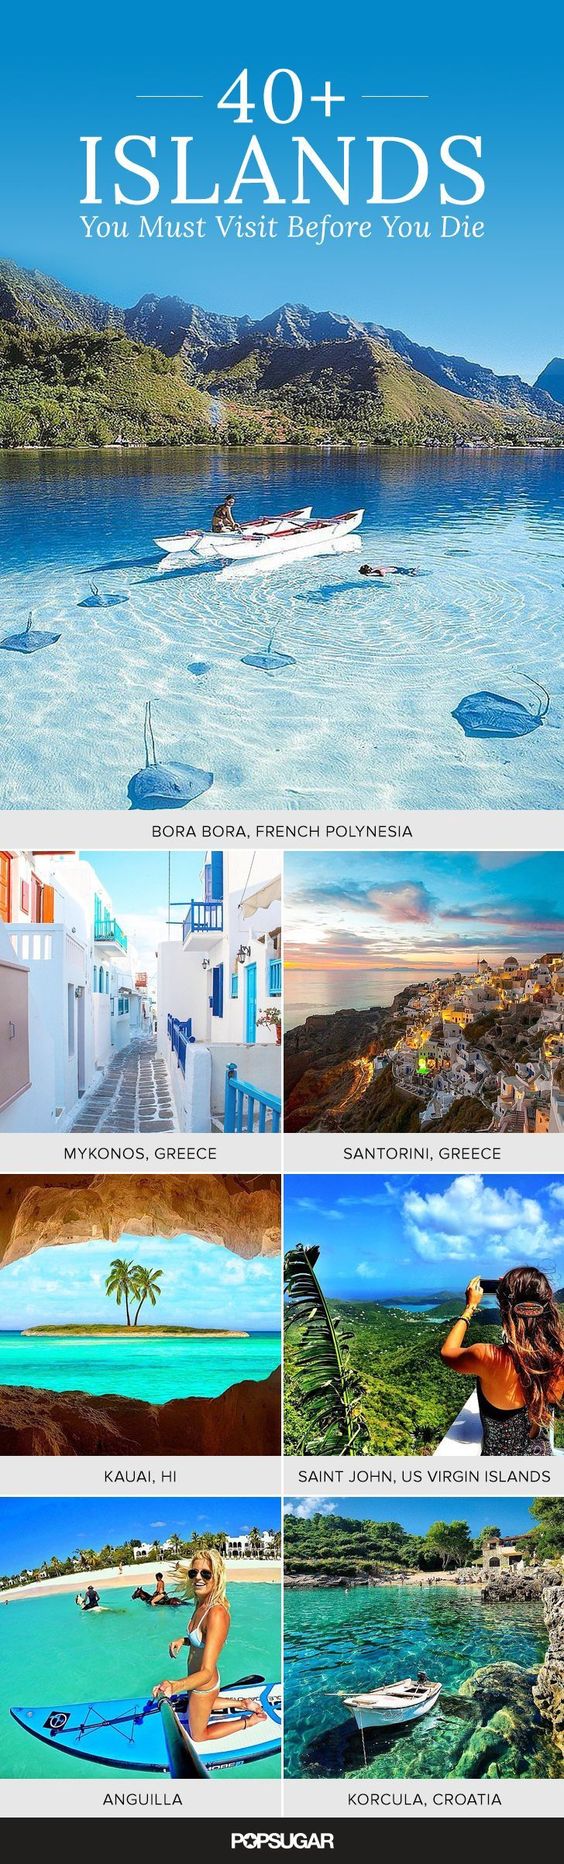 40+
ISLANDS
You Must Visit Before You Die
BORA BORA, FRENCH POLYNESIA
MYKONOS, GREECE
SANTORINI, GREECE
KAUAI, HI
SAINT JOHN, US VIRGIN ISLANDS
ANGUILLA
KORCULA, CROATIA
POPSUGAR